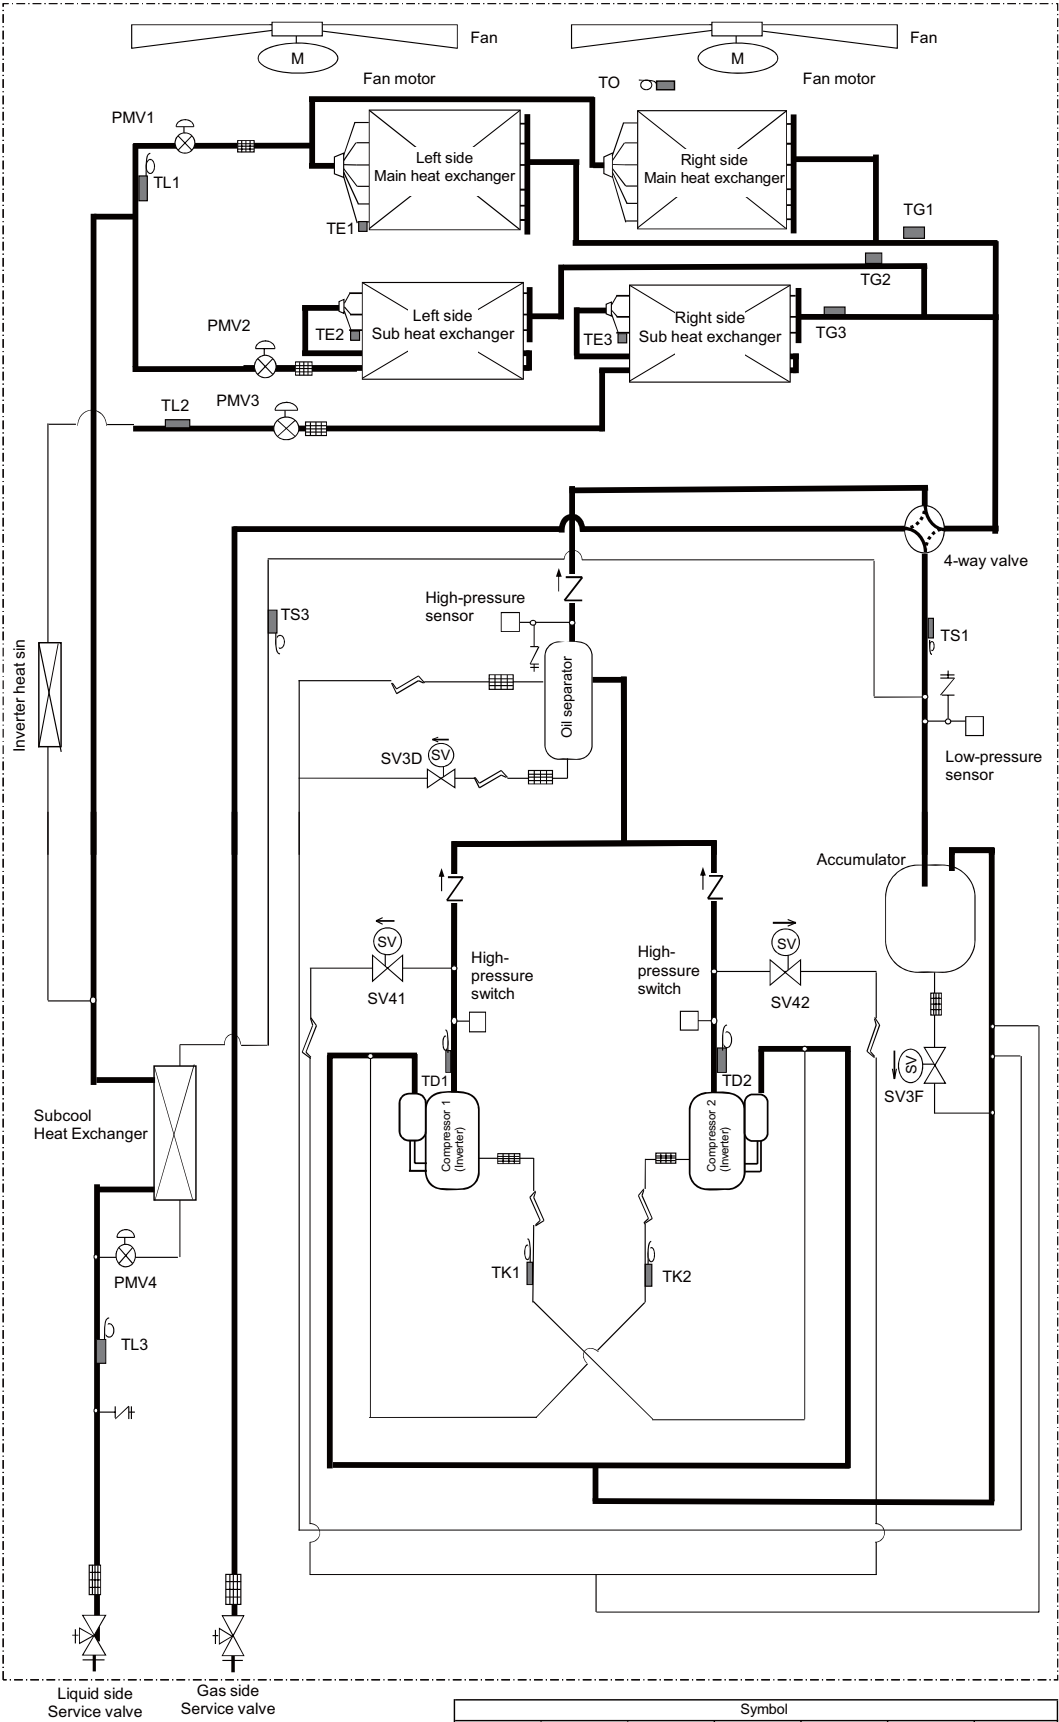 Fan
Fan
M
M
Fan motor
TO
Fan motor
PMV1
Left side
Main heat exchanger
Right side
Main heat exchanger
TL1
TE1
TG1
TG2
PMV2
Left side
Sub heat exchanger
TE2
Right side
Sub heat exchanger
TE3
TG3
TL2
PMV3
4-way valve
High-pressure
sensor
TS3
TS1
Inverter heat sin
Oil separator
SV3D
SV
Low-pressure
sensor
Accumulator
SV
SV41
High-
pressure
switch
High-
pressure
switch
SV
SV42
TD1
TD2
SV
SV3F
Subcool
Heat Exchanger
Compressor 1
(Inverter)
Compressor 2
(Inverter)
TK1
TK2
PMV4
TL3
Liquid side
Service valve
Gas side
Service valve
Symbol